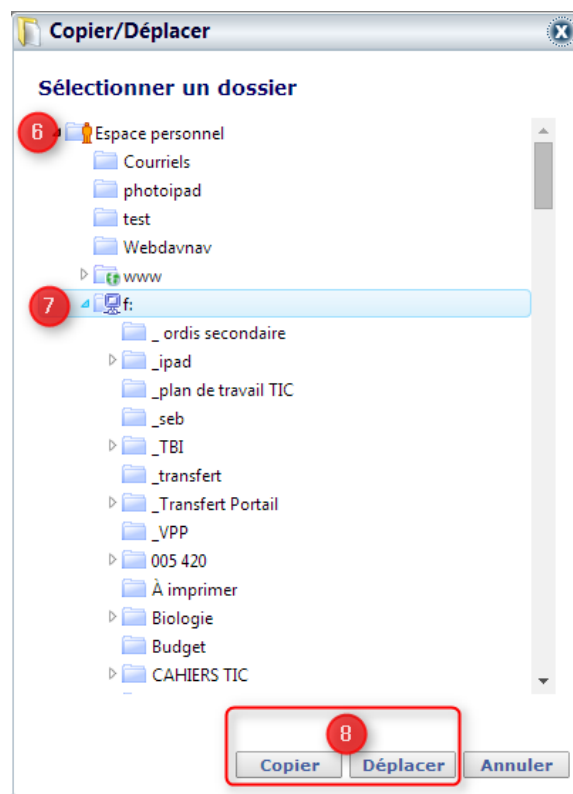 Copier/Déplacer
Sélectionner un dossier
6 Espace personnel
Courriels
photoipad
test
Webdavnav
www
7 f:
_ ordis secondaire
_ipad
_plan de travail TIC
_seb
_TBI
_transfert
_Transfert Portail
_VPP
005 420
À imprimer
Biologie
Budget
CAHIERS TIC
8
Copier Déplacer Annuler